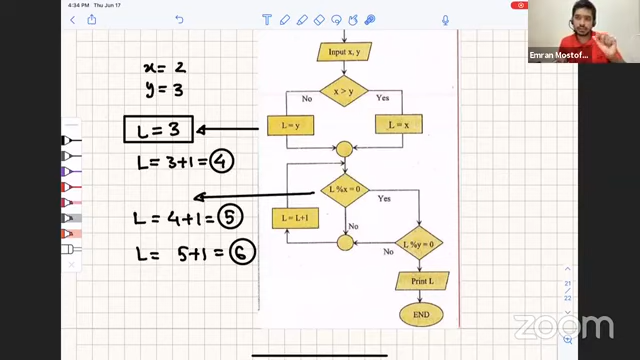 4:34 PM Thu Jun 17
x = 2
y = 3
L = 3
L = 3+1 = 4
L = 4+1 = 5
L = 5+1 = 6
Input x, y
x > y
No
Yes
L = y
L = x
L %x = 0
Yes
L = L+1
No
L %y = 0
No
Print L
END
Emran Mostof...
21
22
zoom